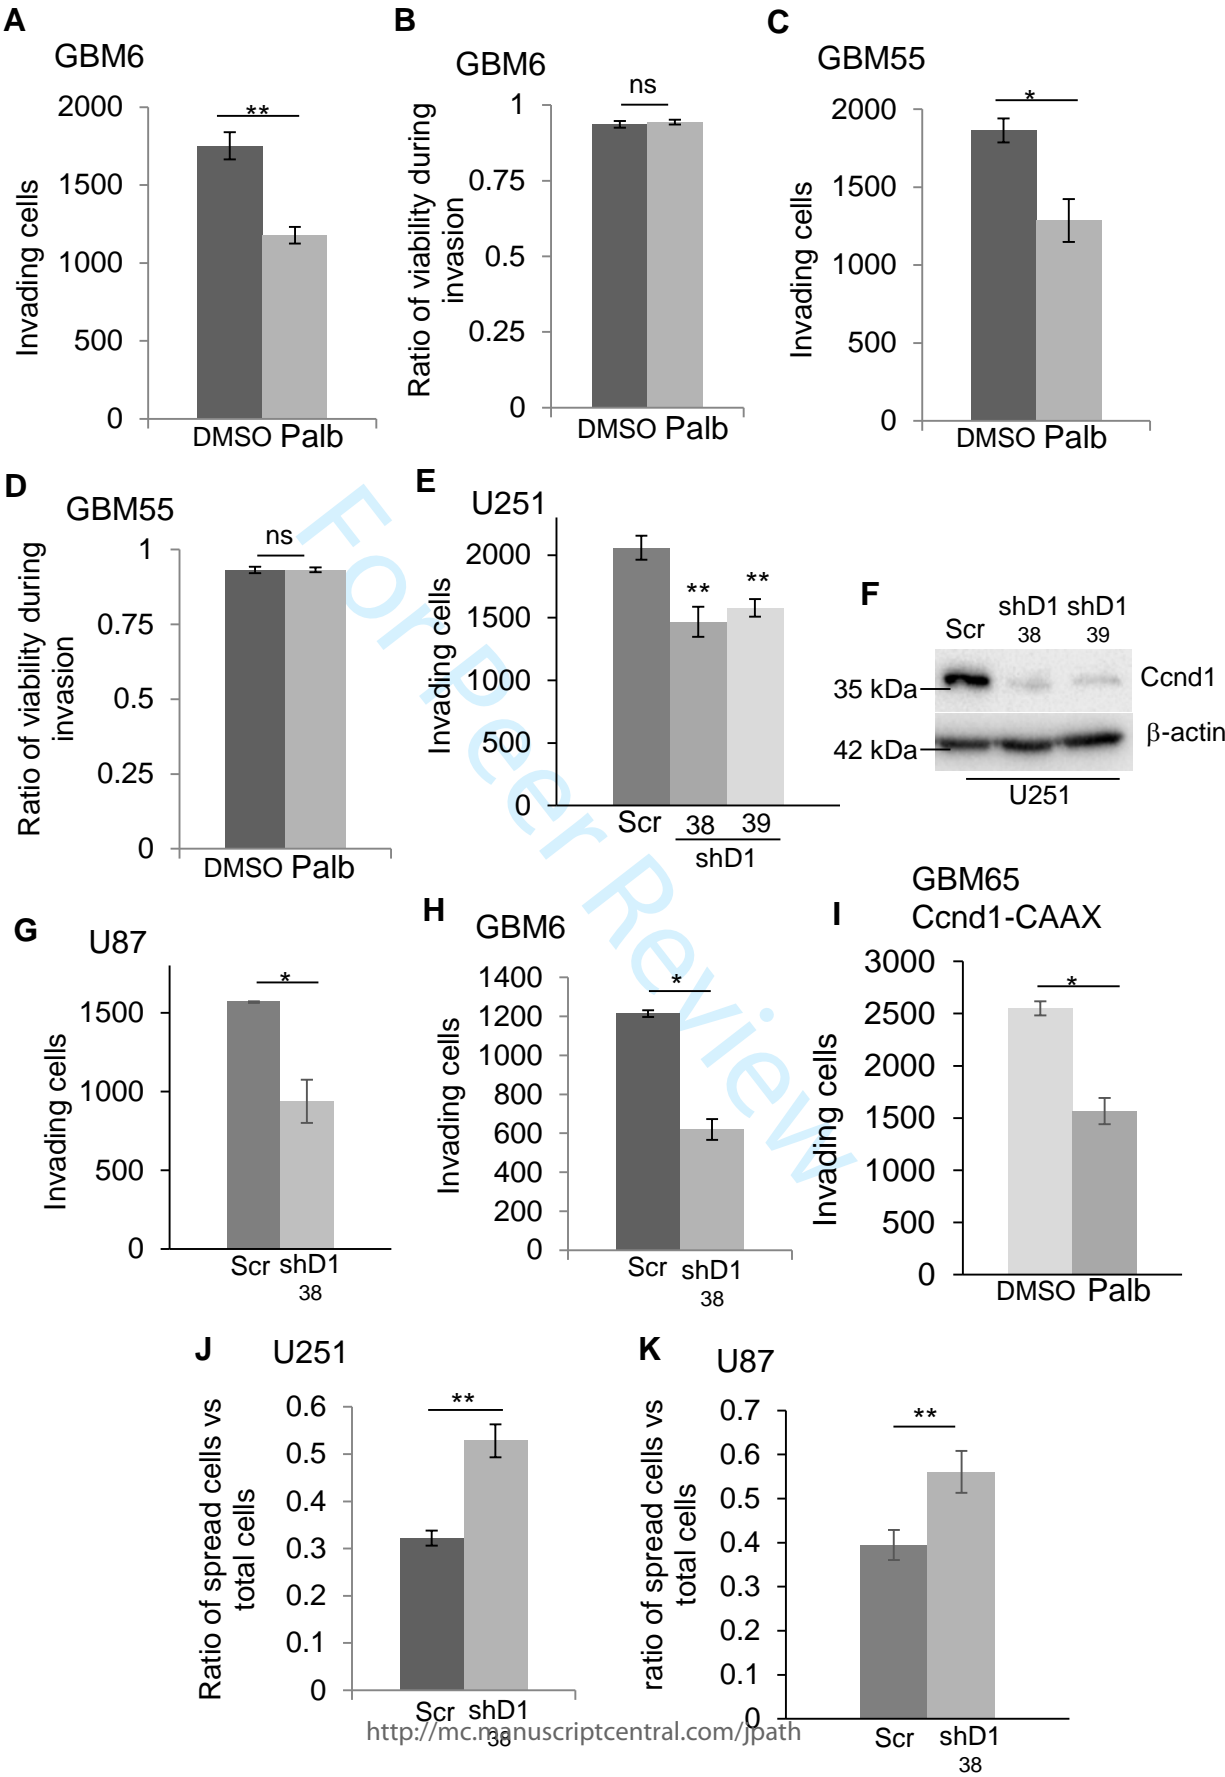 A
GBM6
Invading cells
2000
1500
1000
500
0
**
DMSO Palb
B
GBM6
Ratio of viability during
invasion
1
0.75
0.5
0.25
0
ns
DMSO Palb
C
GBM55
Invading cells
2000
1500
1000
500
0
*
DMSO Palb
D
GBM55
Ratio of viability during
invasion
1
0.75
0.5
0.25
0
ns
DMSO Palb
E
U251
Invading cells
2000
1500
1000
500
0
** **
Scr 38 39
shD1
F
shD1 shD1
Scr 38 39
35 kDa Ccnd1
42 kDa β-actin
U251
G
U87
Invading cells
1500
1000
500
0
*
Scr shD1
38
H
GBM6
Invading cells
1400
1200
1000
800
600
400
200
0
*
Scr shD1
38
I
GBM65
Ccnd1-CAAX
Invading cells
3000
2500
2000
1500
1000
500
0
*
DMSO Palb
J
U251
Ratio of spread cells vs
total cells
0.6
0.5
0.4
0.3
0.2
0.1
0
**
Scr shD1
38
K
U87
ratio of spread cells vs
total cells
0.7
0.6
0.5
0.4
0.3
0.2
0.1
0
**
Scr shD1
38
For Peer Review
http://mc.manuscriptcentral.com/jpath